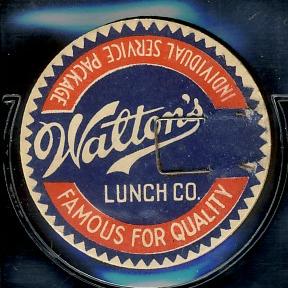 INDIVIDUAL SERVICE PACKAGE
Walton's
LUNCH CO.
FAMOUS FOR QUALITY